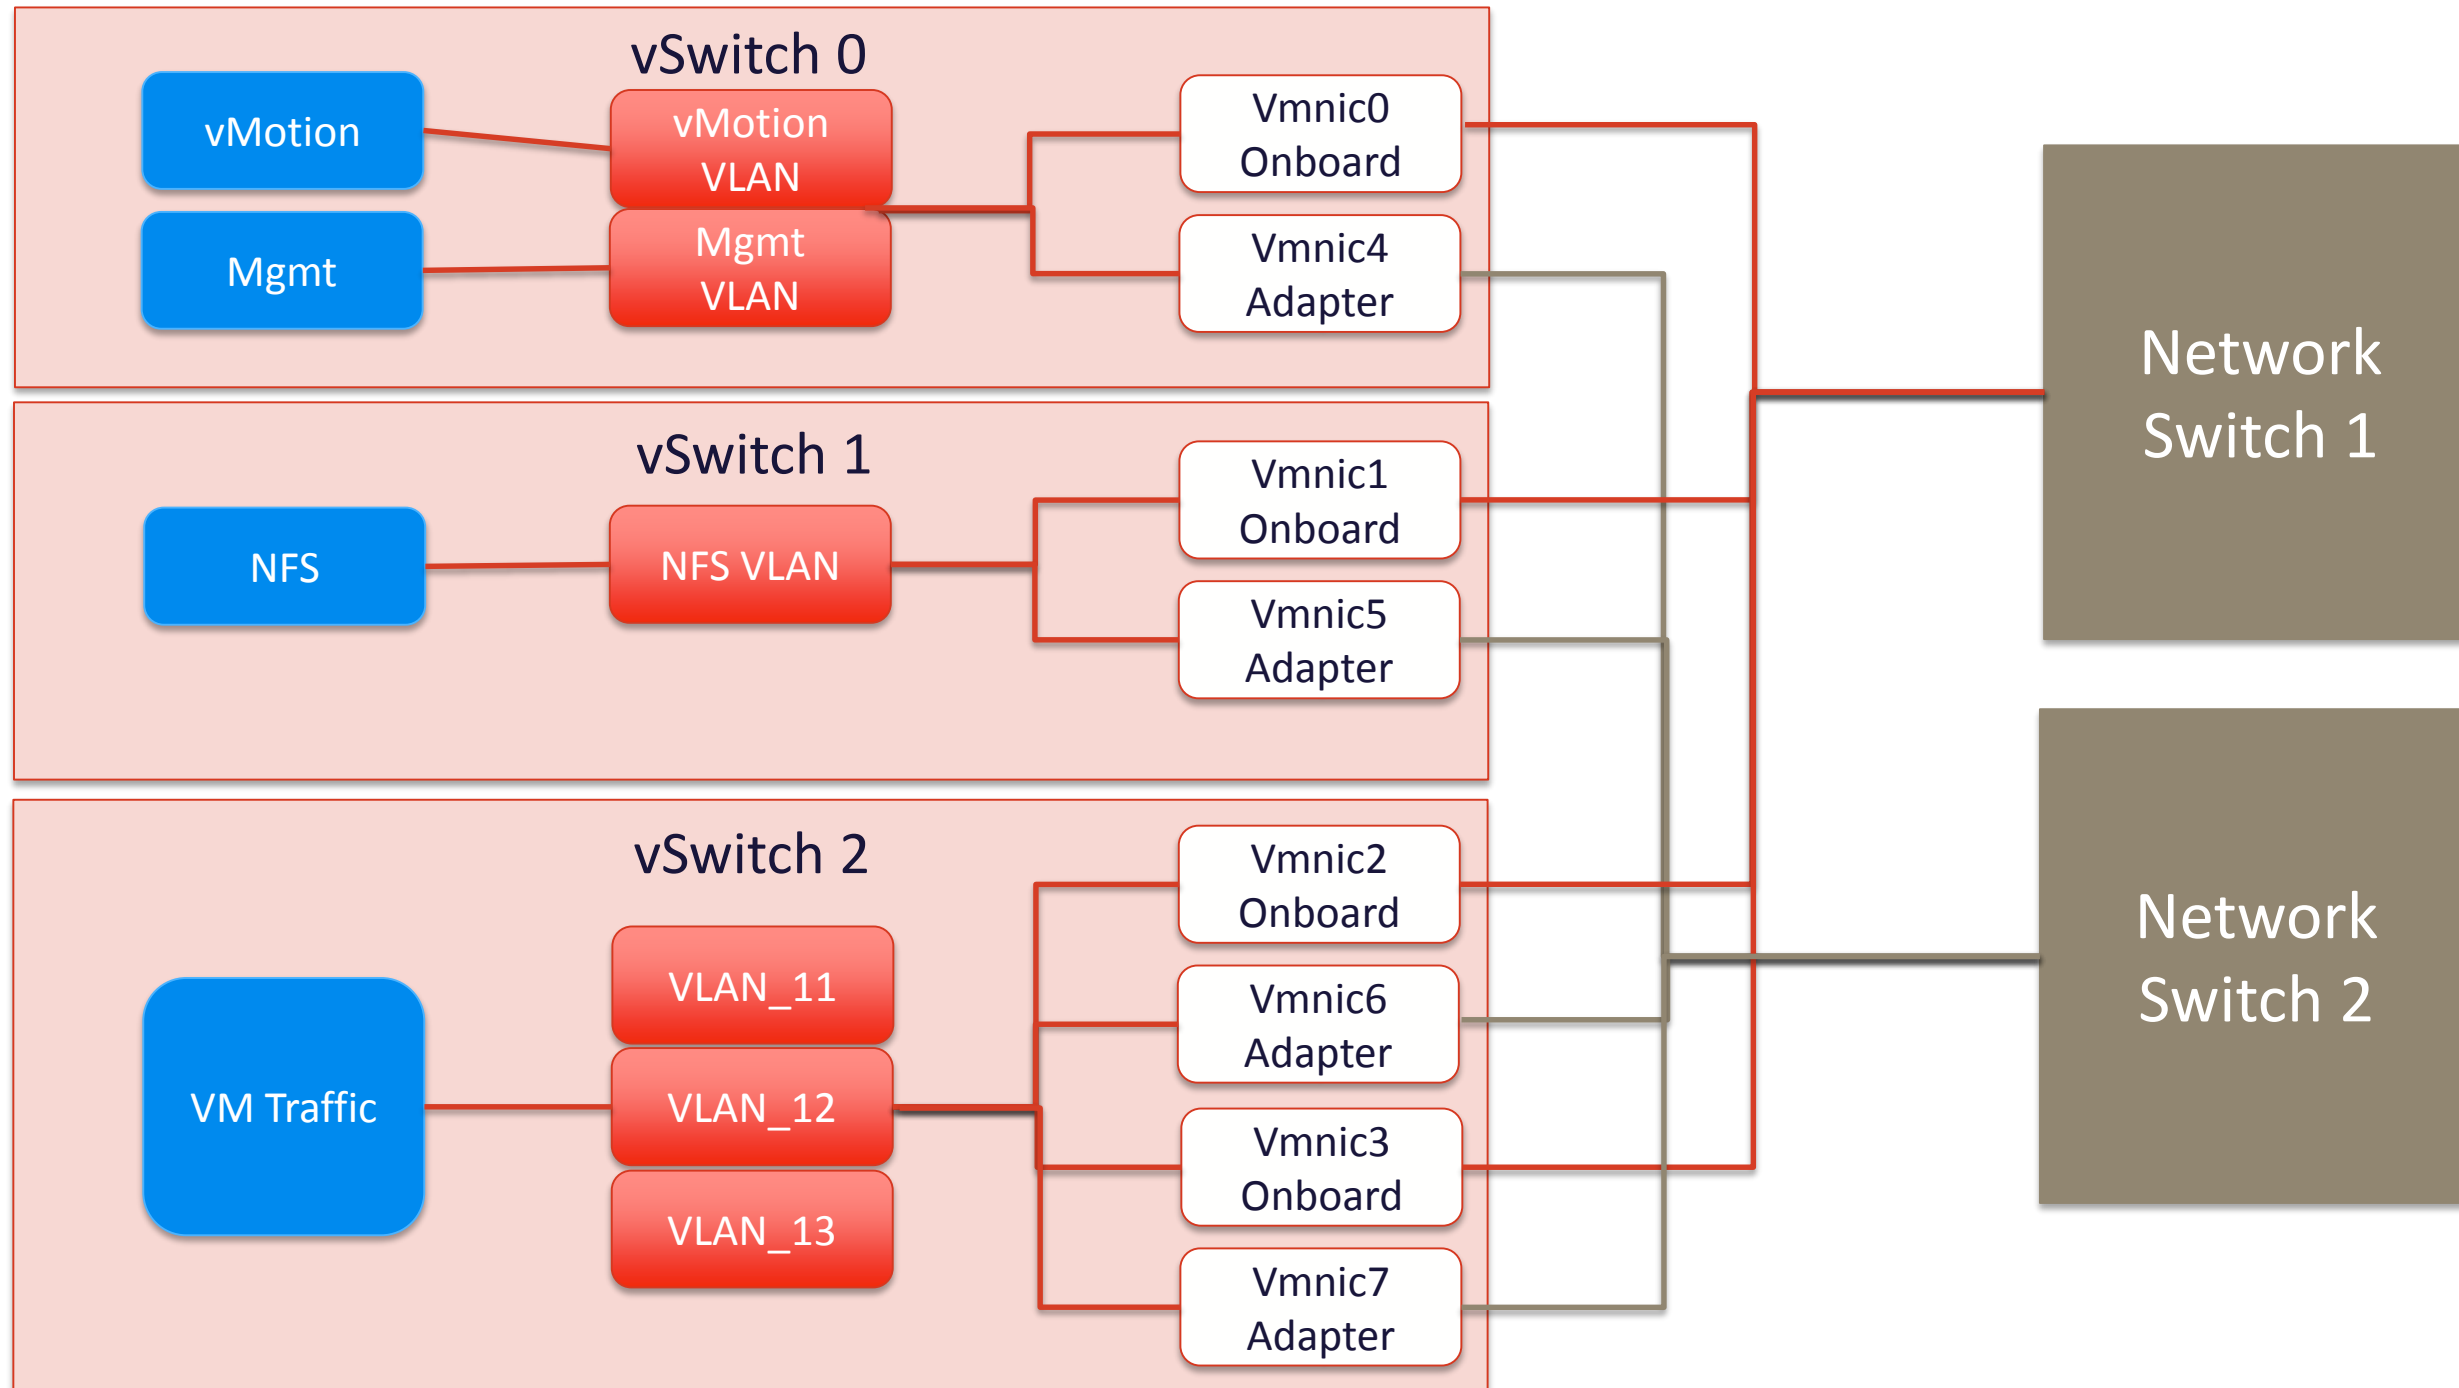 vSwitch 0
vMotion
Mgmt
vMotion
VLAN
Mgmt
VLAN
Vmnic0
Onboard
Vmnic4
Adapter
vSwitch 1
NFS
NFS VLAN
Vmnic1
Onboard
Vmnic5
Adapter
vSwitch 2
VM Traffic
VLAN_11
VLAN_12
VLAN_13
Vmnic2
Onboard
Vmnic6
Adapter
Vmnic3
Onboard
Vmnic7
Adapter
Network
Switch 1
Network
Switch 2